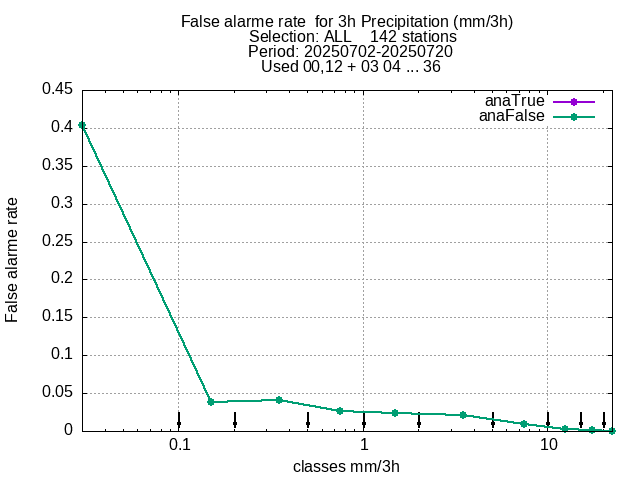 False alarme rate  for 3h Precipitation (mm/3h)
Selection: ALL    142 stations
Period: 20250702-20250720
Used 00,12 + 03 04 ... 36
anaTrue
anaFalse
0.45
0.4
0.35
0.3
0.25
0.2
0.15
0.1
0.05
0
False alarme rate
0.1
1
10
classes mm/3h